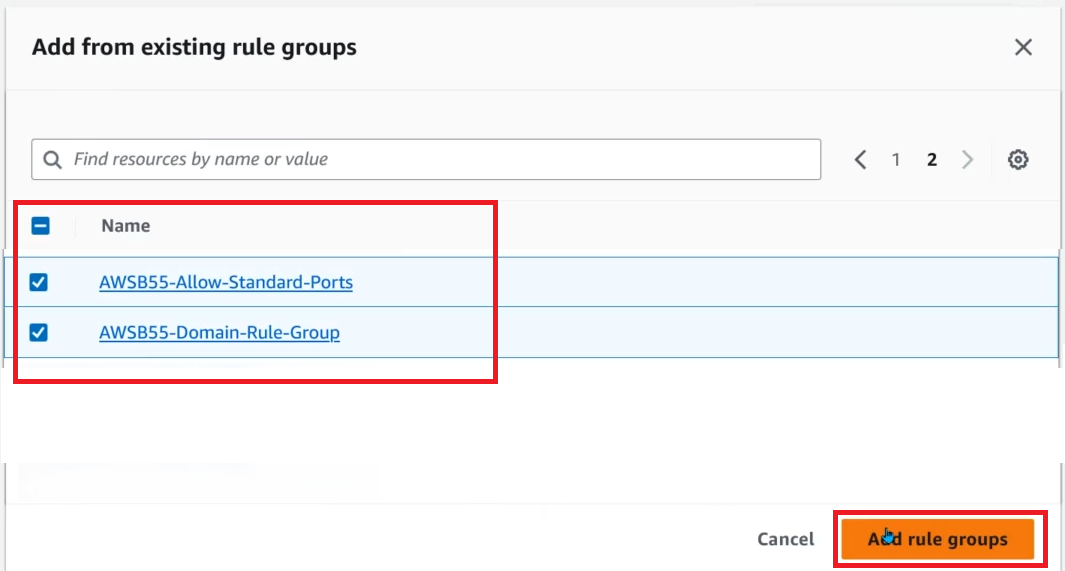 Add from existing rule groups
Find resources by name or value
1 2
Name
AWSB55-Allow-Standard-Ports
AWSB55-Domain-Rule-Group
Cancel Add rule groups